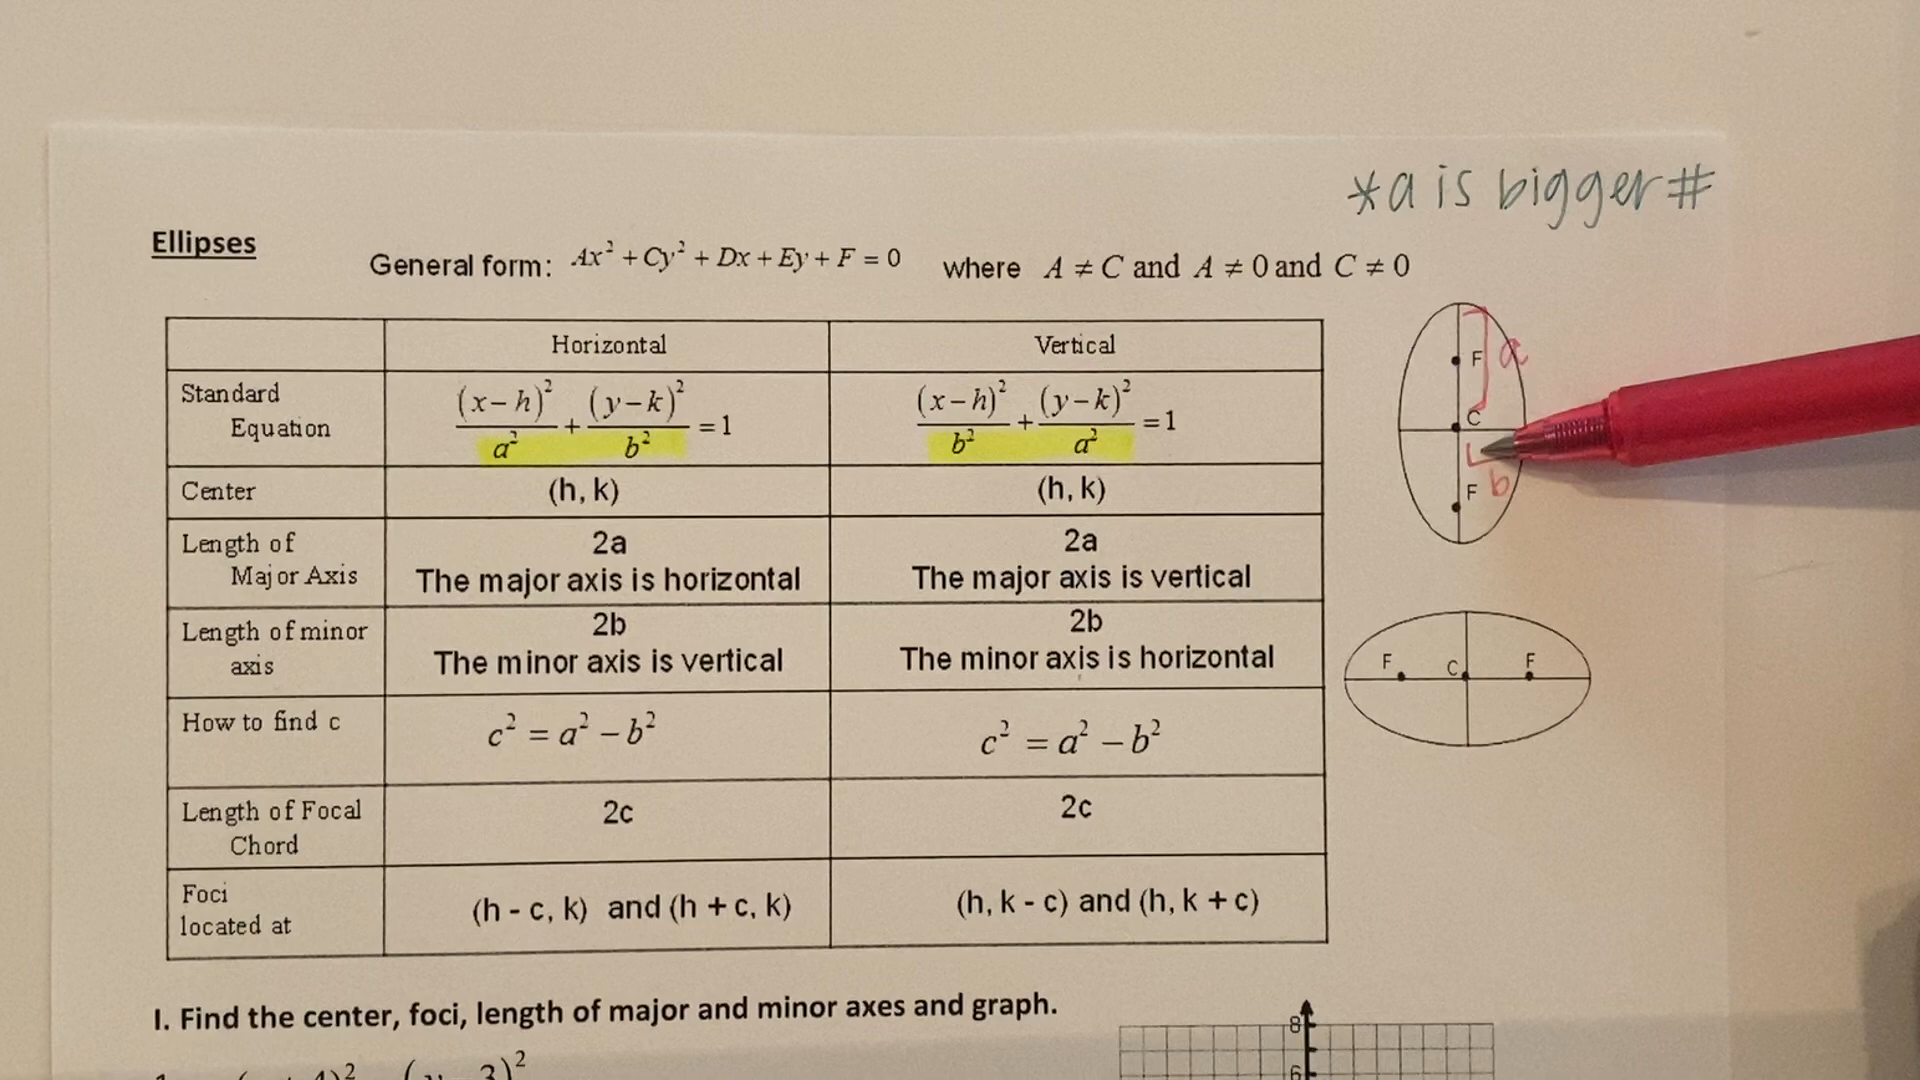 *a is bigger #
Ellipses
General form: Ax² + Cy² + Dx + Ey + F = 0 where A ≠ C and A ≠ 0 and C ≠ 0
Horizontal Vertical
Standard Equation (x-h)²/a² + (y-k)²/b² = 1 (x-h)²/b² + (y-k)²/a² = 1
Center (h, k) (h, k)
Length of Major Axis 2a 2a
The major axis is horizontal The major axis is vertical
Length of minor axis 2b 2b
The minor axis is vertical The minor axis is horizontal
How to find c c² = a² - b² c² = a² - b²
Length of Focal Chord 2c 2c
Foci located at (h - c, k) and (h + c, k) (h, k - c) and (h, k + c)
F a
C
F b
F C F
I. Find the center, foci, length of major and minor axes and graph.
8
6